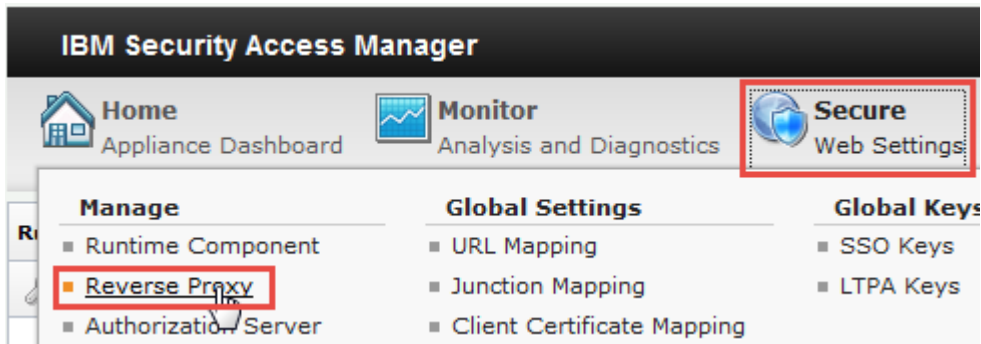 IBM Security Access Manager
Home Monitor Secure
Appliance Dashboard Analysis and Diagnostics Web Settings
Manage Global Settings Global Keys
Runtime Component URL Mapping SSO Keys
Reverse Proxy Junction Mapping LTPA Keys
Authorization Server Client Certificate Mapping